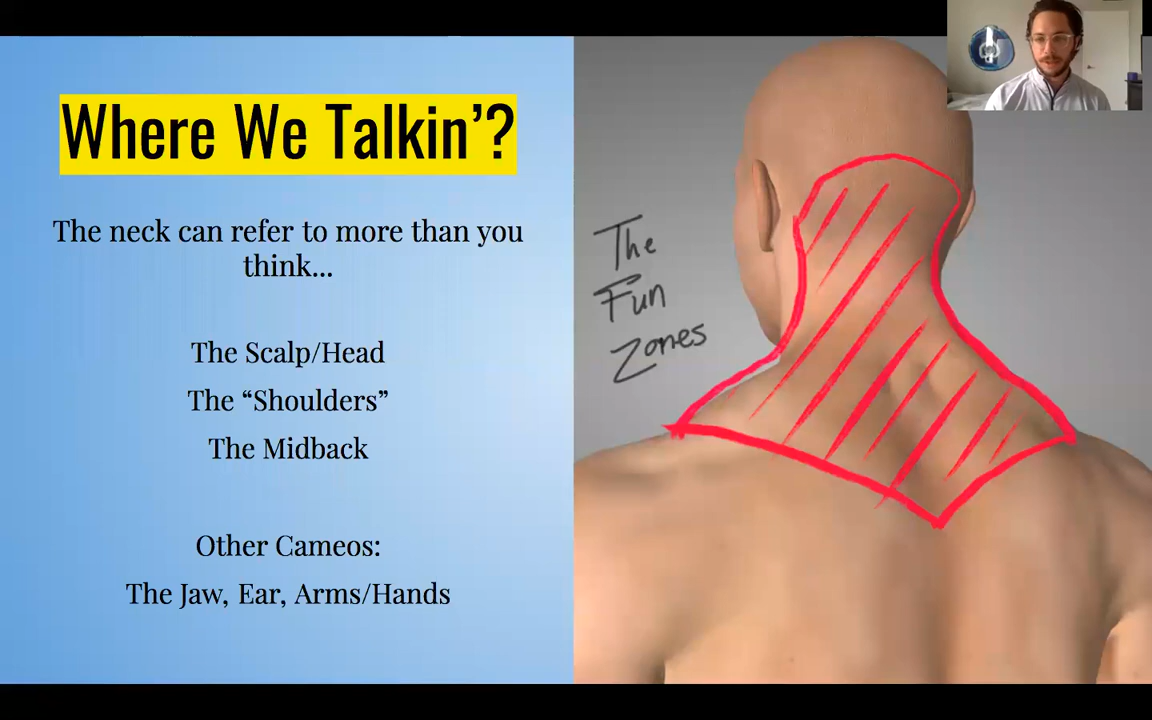 Where We Talkin’?
The neck can refer to more than you
think...
The Scalp/Head
The “Shoulders”
The Midback
Other Cameos:
The Jaw, Ear, Arms/Hands
The
Fun
Zones